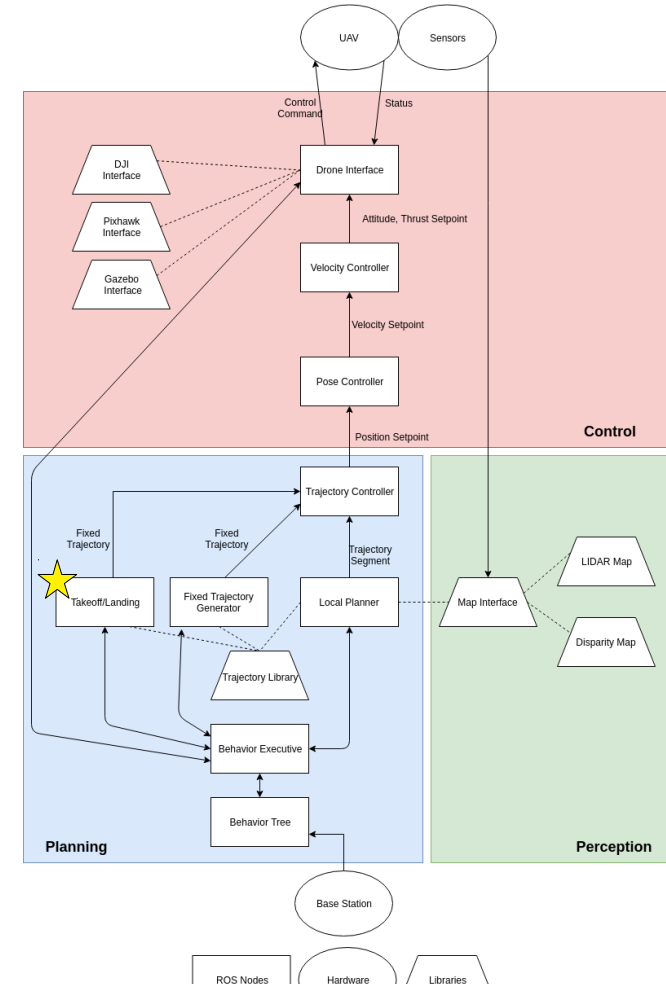 UAV
Sensors
Control
Command
Status
DJI
Interface
Drone Interface
Pixhawk
Interface
Attitude, Thrust Setpoint
Gazebo
Interface
Velocity Controller
Velocity Setpoint
Pose Controller
Control
Position Setpoint
Trajectory Controller
Fixed
Trajectory
Fixed
Trajectory
Trajectory
Segment
LIDAR Map
Takeoff/Landing
Fixed Trajectory
Generator
Local Planner
Map Interface
Disparity Map
Trajectory Library
Behavior Executive
Behavior Tree
Planning
Perception
Base Station
ROS Nodes
Hardware
Libraries